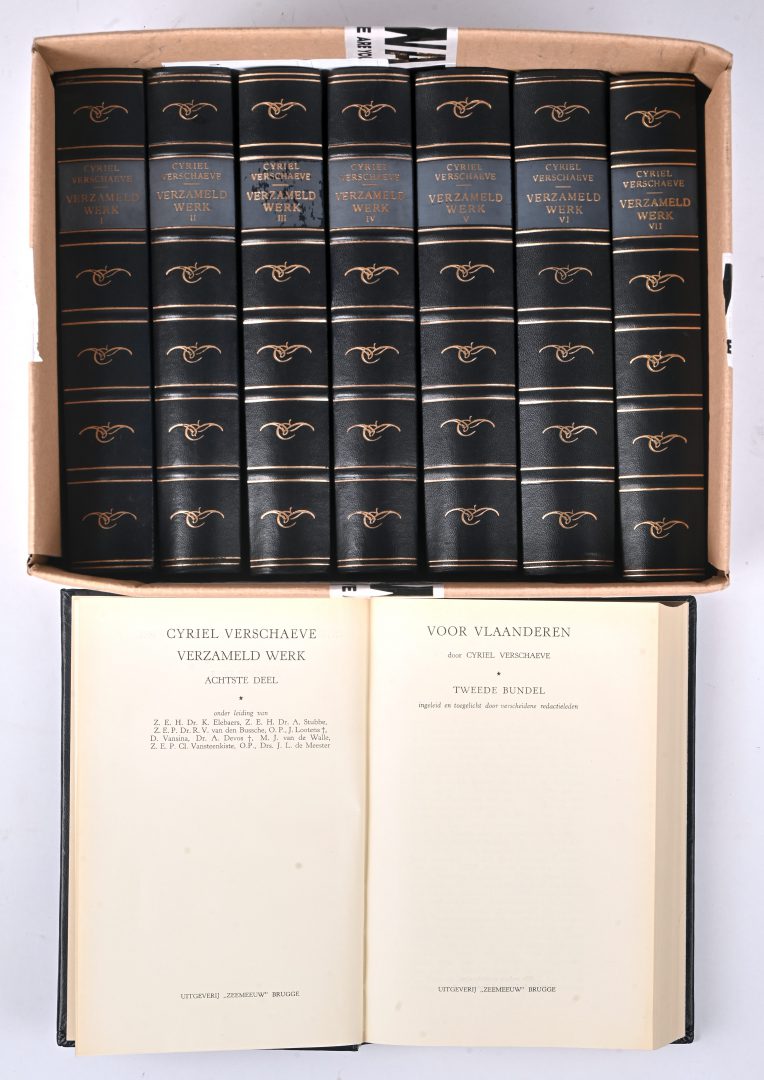 NA
E ARE YOU
CYRIEL
VERSCHAEVE
VERZAMELD
WERK
I
CYRIEL
VERSCHAEVE
VERZAMELD
WERK
II
CYRIEL
VERSCHAEVE
VERZAMELD
WERK
III
CYRIEL
VERSCHAEVE
VERZAMELD
WERK
IV
CYRIEL
VERSCHAEVE
VERZAMELD
WERK
V
CYRIEL
VERSCHAEVE
VERZAMELD
WERK
VI
CYRIEL
VERSCHAEVE
VERZAMELD
WERK
VII
CYRIEL VERSCHAEVE
VERZAMELD WERK
ACHTSTE DEEL
*
onder leiding van
Z. E. H. Dr. K. Elebaers, Z. E. H. Dr. A. Stubbe,
Z. E. P. Dr. R. V. van den Bussche, O. P., J. Lootens †,
D. Vansina, Dr. A. Devos †, M. J. van de Walle,
Z. E. P. Cl. Vansteenkiste, O.P., Drs. J. L. de Meester
UITGEVERIJ „ZEEMEEUW” BRUGGE
VOOR VLAANDEREN
door CYRIEL VERSCHAEVE
*
TWEEDE BUNDEL
ingeleid en toegelicht door verscheidene redactieleden
UITGEVERIJ „ZEEMEEUW” BRUGGE